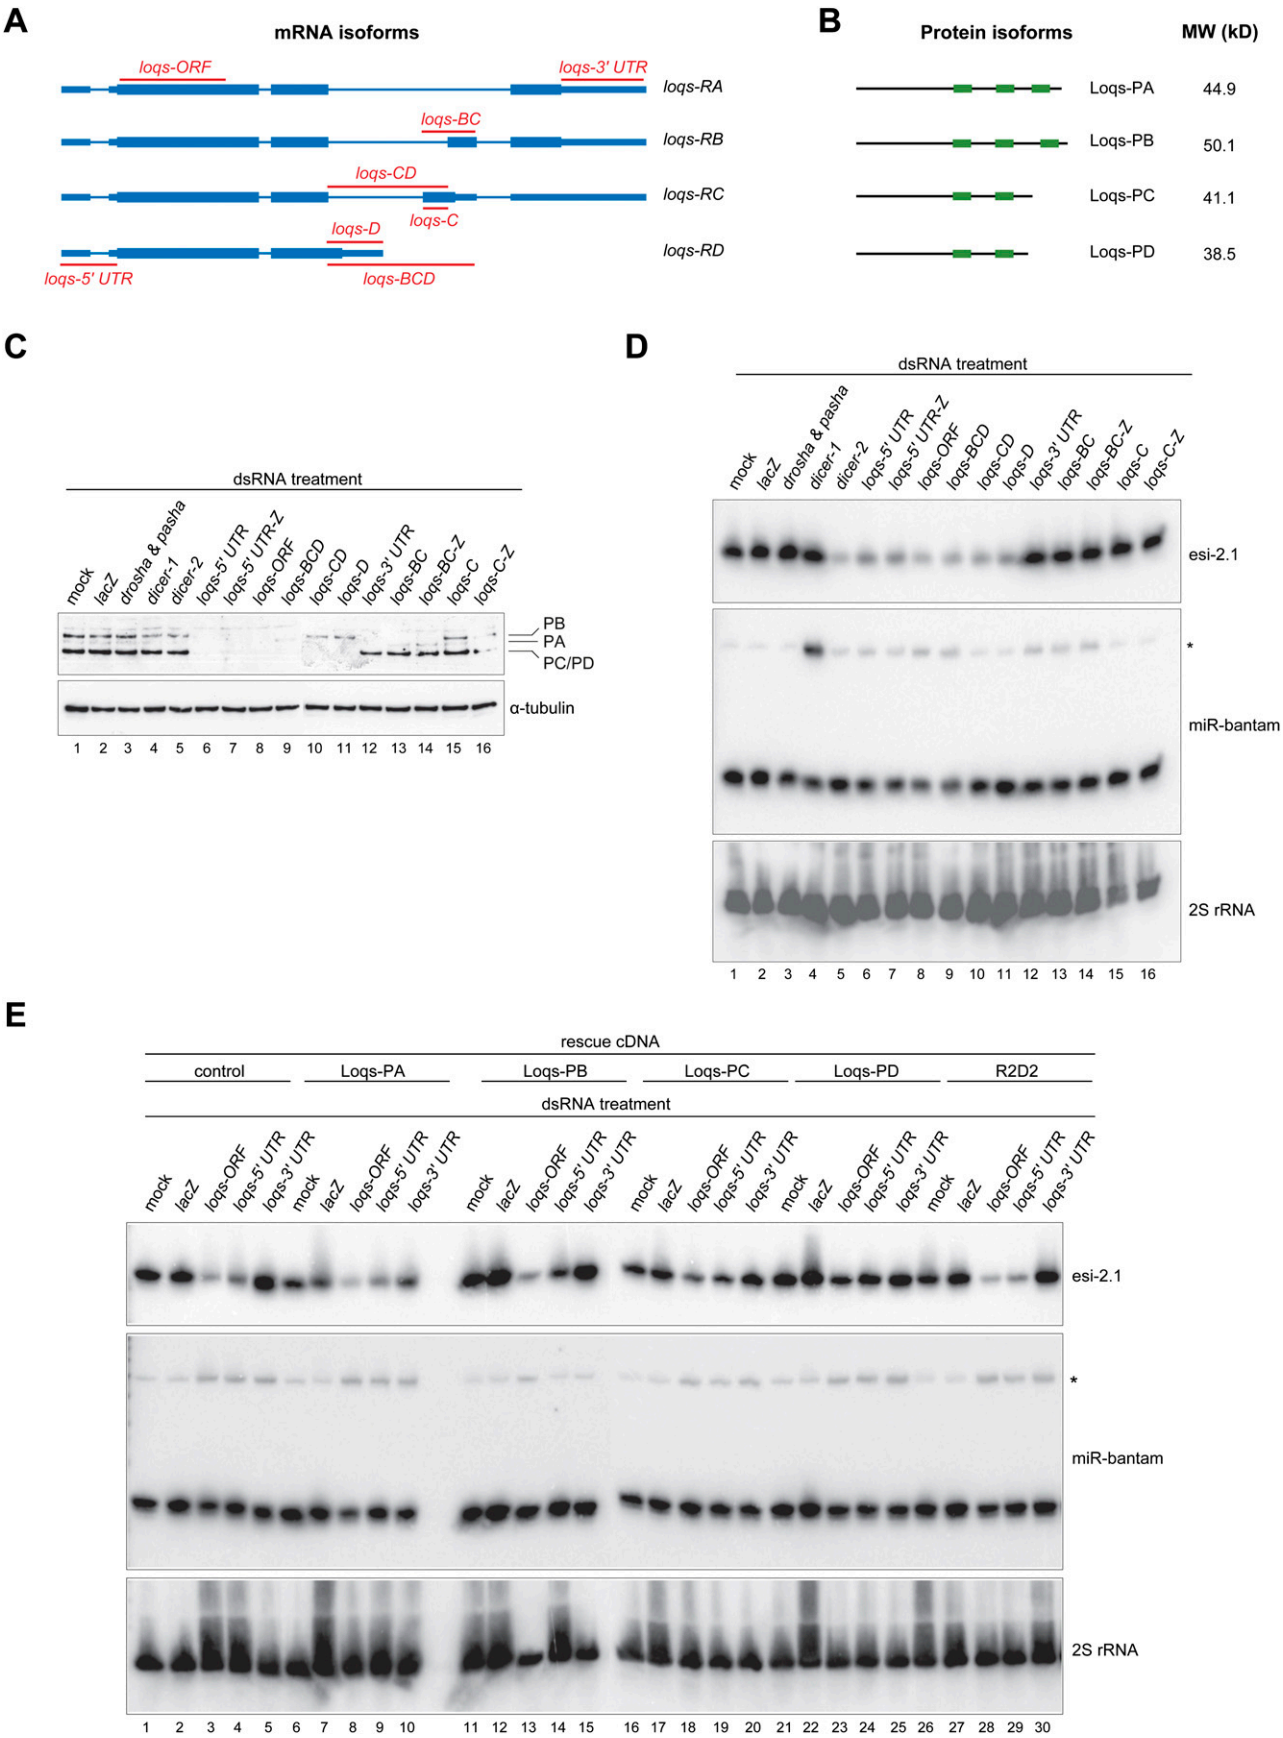 A
mRNA isoforms
loqs-ORF
loqs-3' UTR
loqs-RA
loqs-BC
loqs-RB
loqs-CD
loqs-RC
loqs-C
loqs-D
loqs-RD
loqs-5' UTR
loqs-BCD
B
Protein isoforms MW (kD)
Loqs-PA 44.9
Loqs-PB 50.1
Loqs-PC 41.1
Loqs-PD 38.5
C
dsRNA treatment
mock
lacZ
drosha & pasha
dicer-1
dicer-2
loqs-5' UTR
loqs-5' UTR-Z
loqs-ORF
loqs-BCD
loqs-CD
loqs-D
loqs-3' UTR
loqs-BC
loqs-BC-Z
loqs-C
loqs-C-Z
PB
PA
PC/PD
α-tubulin
1 2 3 4 5 6 7 8 9 10 11 12 13 14 15 16
D
dsRNA treatment
mock
lacZ
drosha & pasha
dicer-1
dicer-2
loqs-5' UTR
loqs-5' UTR-Z
loqs-ORF
loqs-BCD
loqs-CD
loqs-D
loqs-3' UTR
loqs-BC
loqs-BC-Z
loqs-C
loqs-C-Z
esi-2.1
*
miR-bantam
2S rRNA
1 2 3 4 5 6 7 8 9 10 11 12 13 14 15 16
E
rescue cDNA
control Loqs-PA Loqs-PB Loqs-PC Loqs-PD R2D2
dsRNA treatment
mock
lacZ
loqs-ORF
loqs-5' UTR
loqs-3' UTR
mock
lacZ
loqs-ORF
loqs-5' UTR
loqs-3' UTR
mock
lacZ
loqs-ORF
loqs-5' UTR
loqs-3' UTR
mock
lacZ
loqs-ORF
loqs-5' UTR
loqs-3' UTR
mock
lacZ
loqs-ORF
loqs-5' UTR
loqs-3' UTR
mock
lacZ
loqs-ORF
loqs-5' UTR
loqs-3' UTR
esi-2.1
*
miR-bantam
2S rRNA
1 2 3 4 5 6 7 8 9 10 11 12 13 14 15 16 17 18 19 20 21 22 23 24 25 26 27 28 29 30